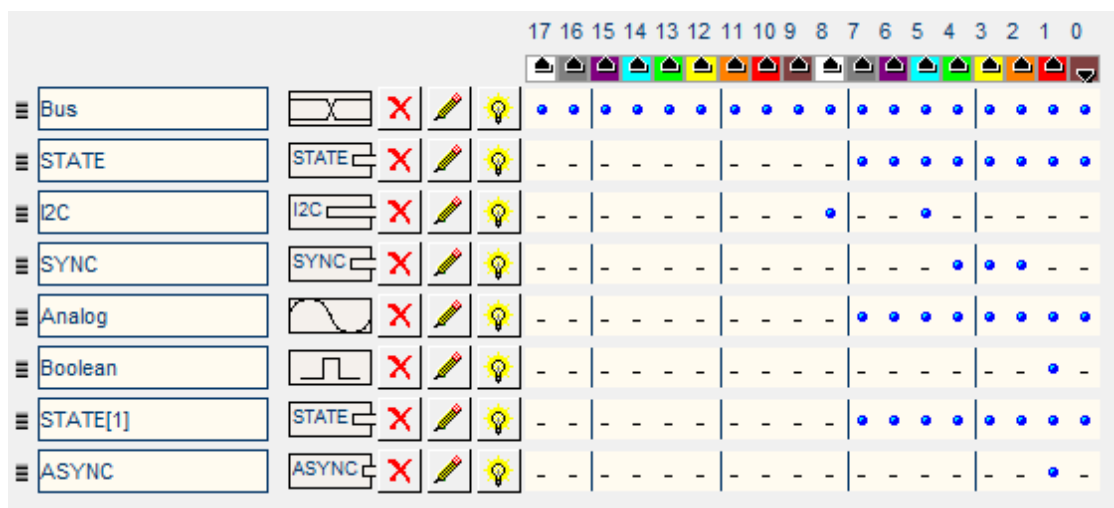 17 16 15 14 13 12 11 10 9 8 7 6 5 4 3 2 1 0
Bus
STATE STATE
I2C I2C
SYNC SYNC
Analog
Boolean
STATE[1] STATE
ASYNC ASYNC